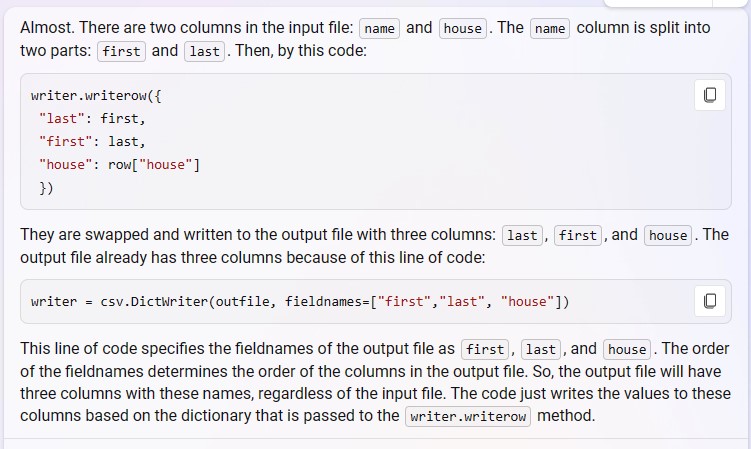 Almost. There are two columns in the input file: name and house. The name column is split into
two parts: first and last. Then, by this code:
writer.writerow({
"last": first,
"first": last,
"house": row["house"]
})
They are swapped and written to the output file with three columns: last, first, and house. The
output file already has three columns because of this line of code:
writer = csv.DictWriter(outfile, fieldnames=["first","last", "house"])
This line of code specifies the fieldnames of the output file as first, last, and house. The order
of the fieldnames determines the order of the columns in the output file. So, the output file will have
three columns with these names, regardless of the input file. The code just writes the values to these
columns based on the dictionary that is passed to the writer.writerow method.